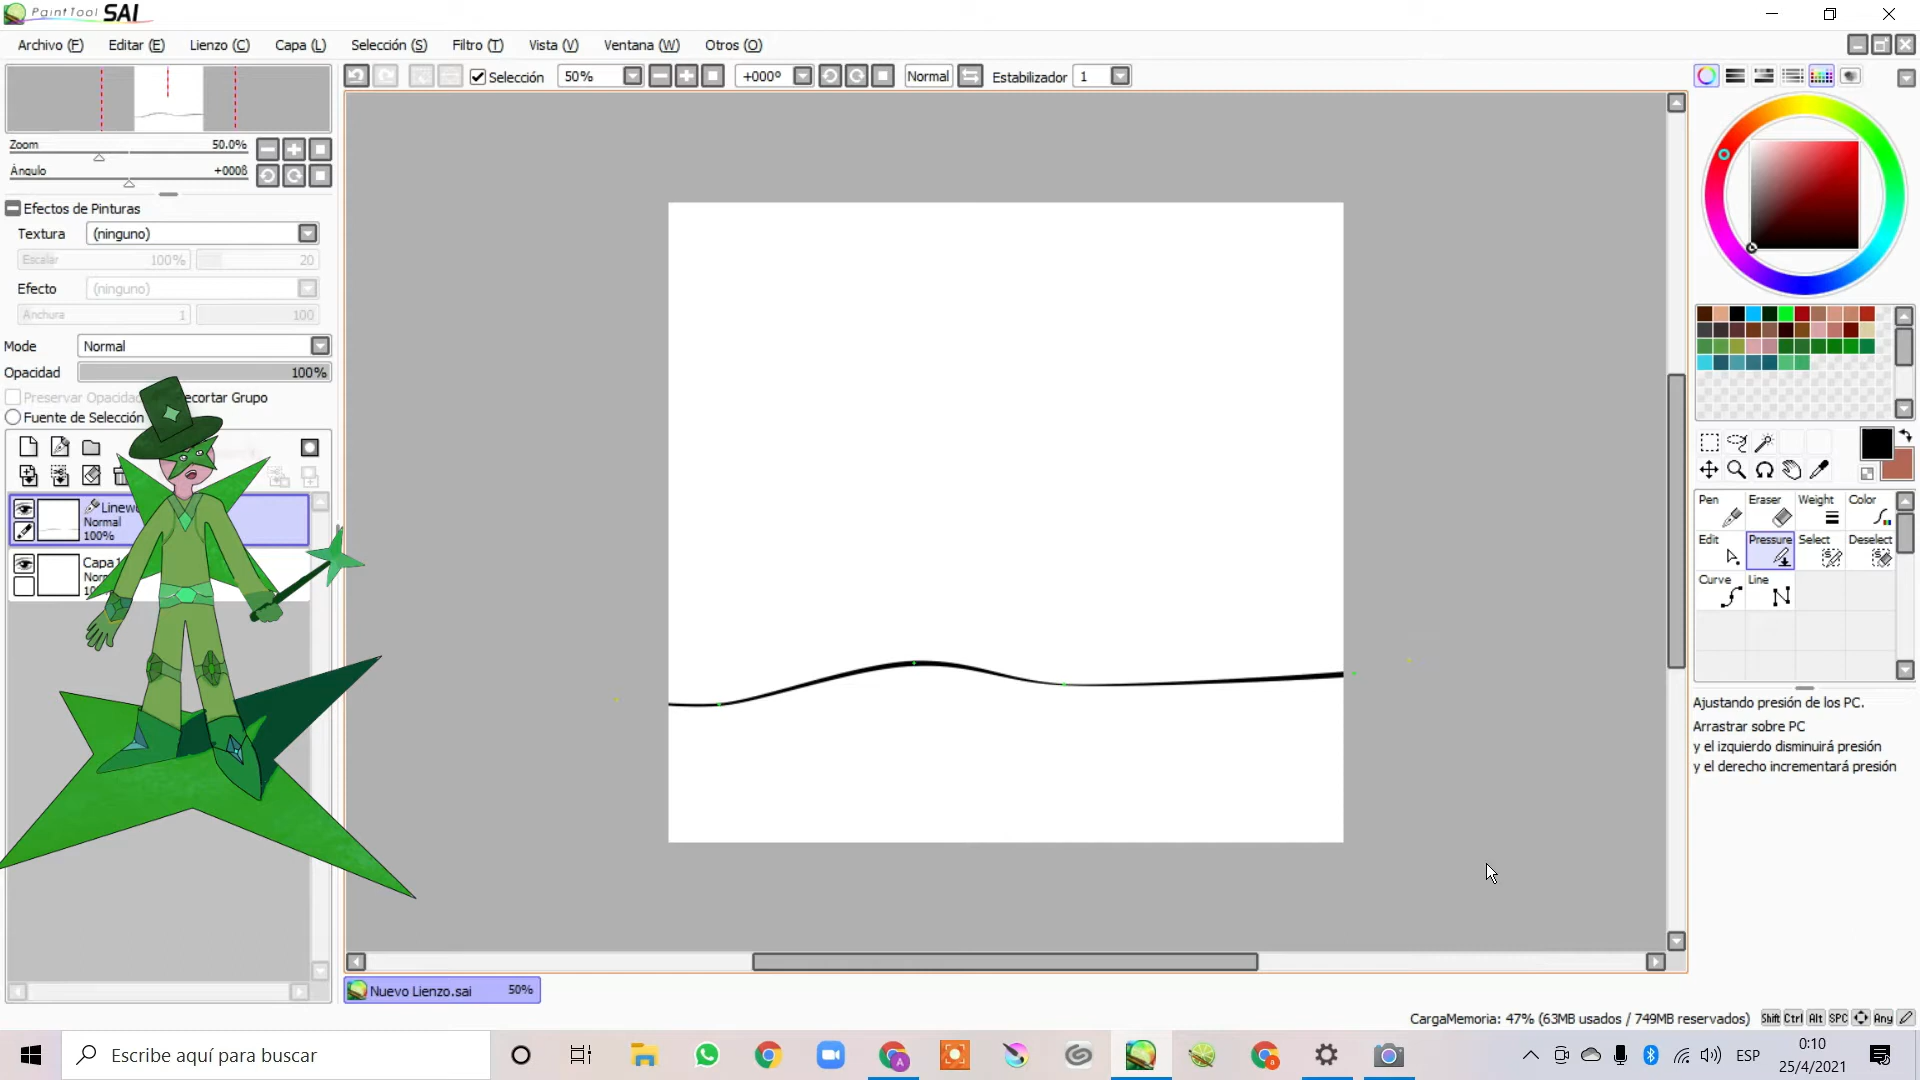 PaintTool SAI
Archivo (F) Editar (E) Lienzo (C) Capa (L) Selección (S) Filtro (T) Vista (V) Ventana (W) Otros (O)
Selección 50% +000º Normal Estabilizador 1
Zoom 50.0%
Ángulo +000ß
Efectos de Pinturas
Textura (ninguno)
Escalar 100% 20
Efecto (ninguno)
Anchura 1 100
Mode Normal
Opacidad 100%
Preservar Opacidad ecortar Grupo
Fuente de Selección
Linew
Normal
100%
Capa 1
Norm
10
Pen Eraser Weight Color
Edit Pressure Select Deselect
Curve Line
Ajustando presión de los PC.
Arrastrar sobre PC
y el izquierdo disminuirá presión
y el derecho incrementará presión
Nuevo Lienzo.sai 50%
CargaMemoria: 47% (63MB usados / 749MB reservados) Shift Ctrl Alt SPC Any
Escribe aquí para buscar
A
ESP
0:10
25/4/2021